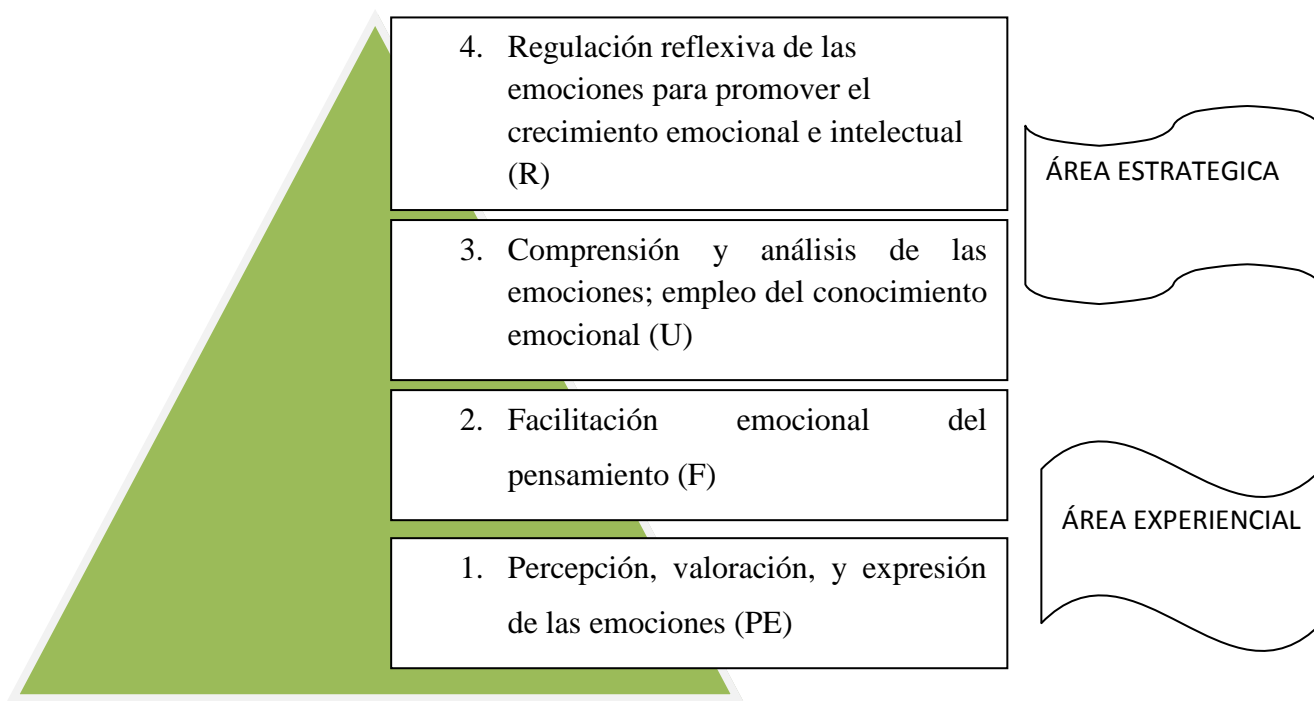 4. Regulación reflexiva de las
emociones para promover el
crecimiento emocional e intelectual
(R)
ÁREA ESTRATEGICA
3. Comprensión y análisis de las
emociones; empleo del conocimiento
emocional (U)
2. Facilitación emocional del
pensamiento (F)
ÁREA EXPERIENCIAL
1. Percepción, valoración, y expresión
de las emociones (PE)